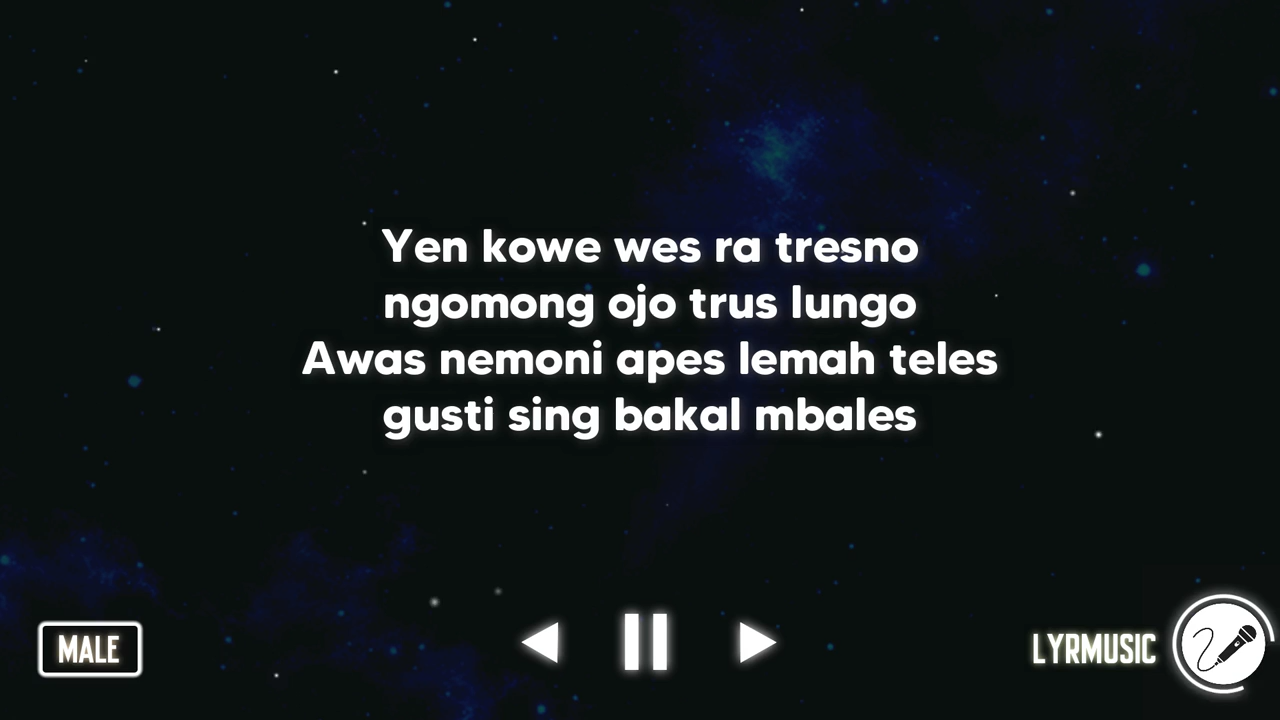 Yen kowe wes ra tresno
ngomong ojo trus lungo
Awas nemoni apes lemah teles
gusti sing bakal mbales
MALE
LYRMUSIC